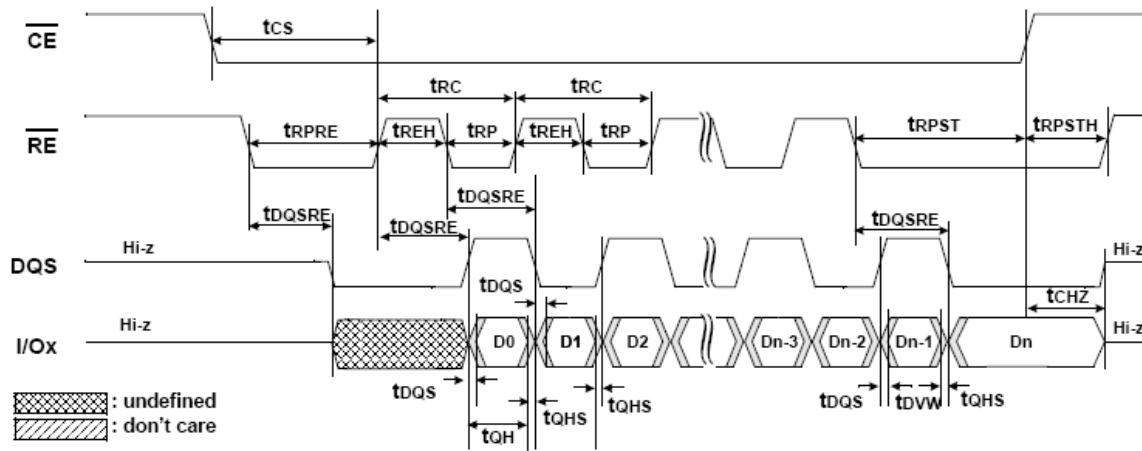 CE
tCS
tRC
tRC
RE
tRPRE
tREH
tRP
tREH
tRP
tRPST
tRPSTH
tDQSRE
tDQSRE
tDQSRE
tDQSRE
DQS
Hi-z
Hi-z
tDQS
tCHZ
I/Ox
Hi-z
D0
D1
D2
Dn-3
Dn-2
Dn-1
Dn
Hi-z
tDQS
tQHS
tQHS
tDQS
tDVW
tQHS
tQH
: undefined
: don't care